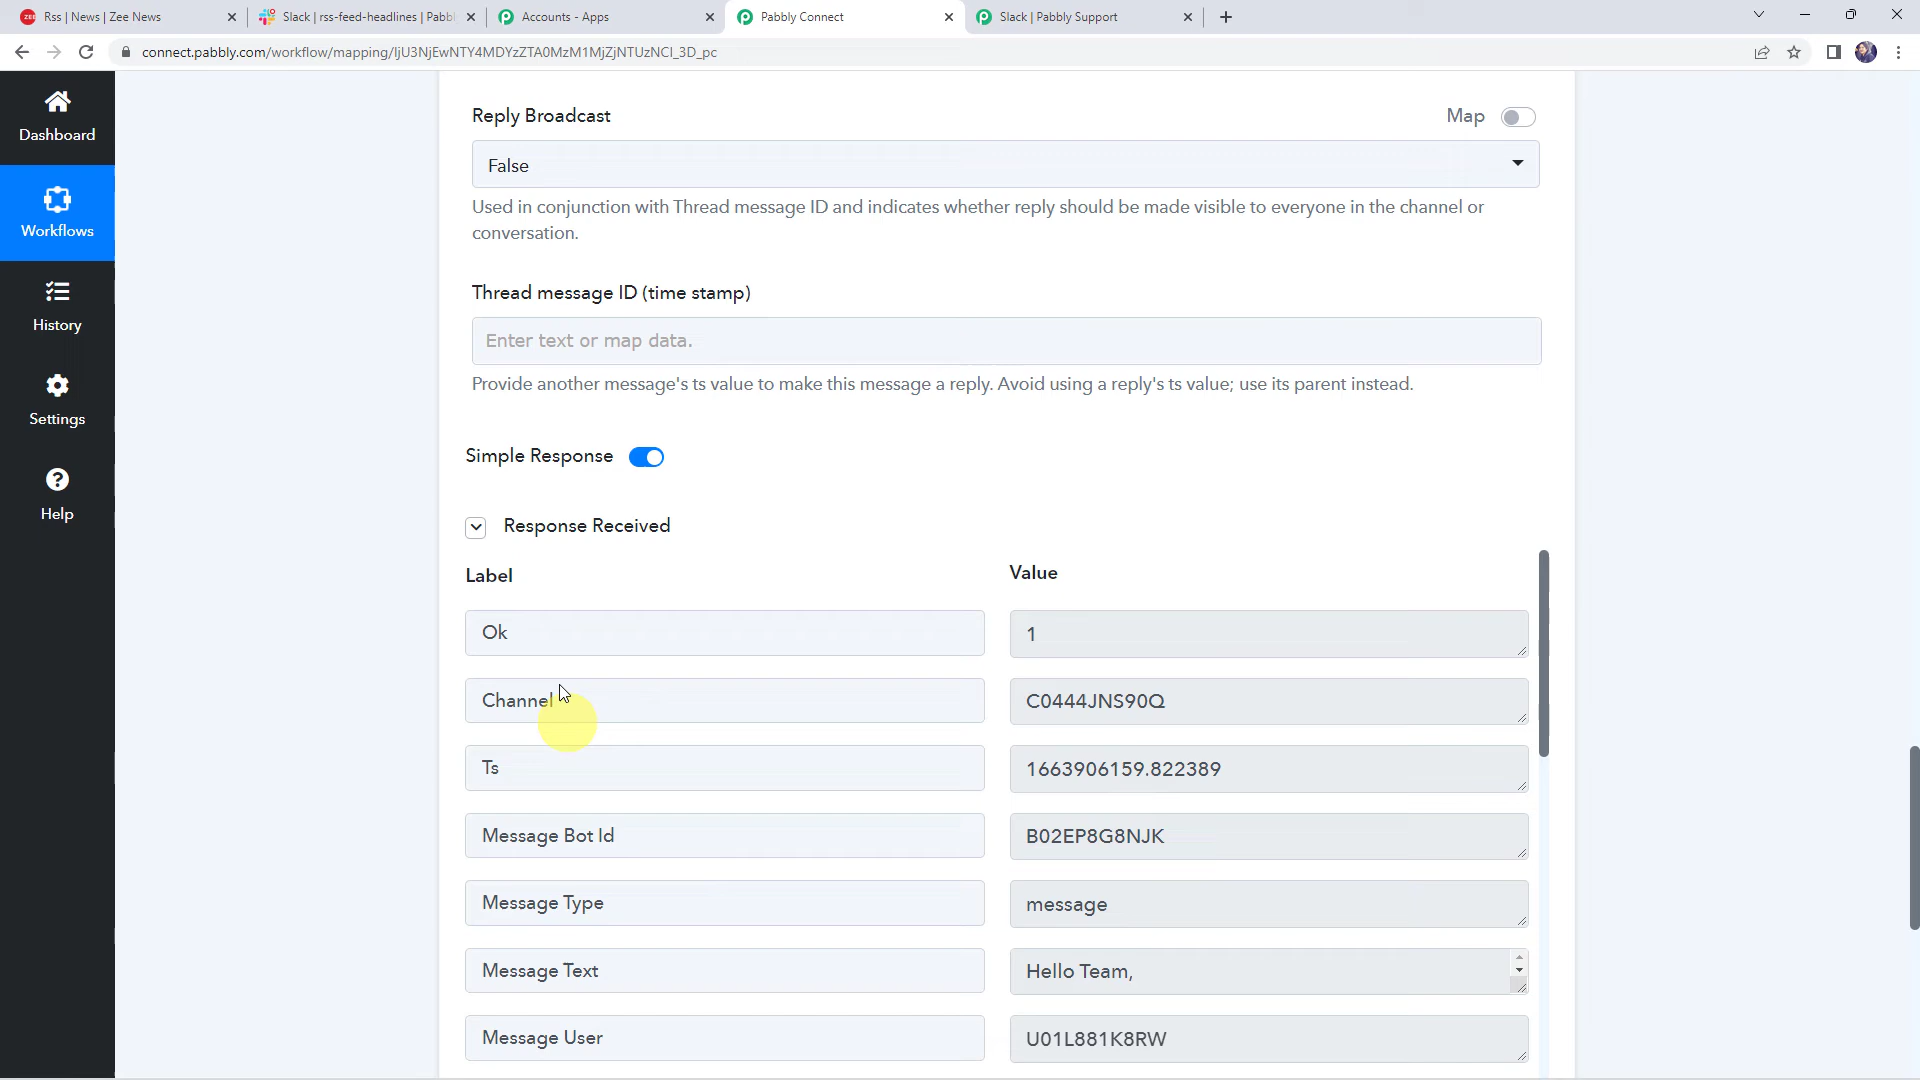 Rss | News | Zee News
Slack | rss-feed-headlines | Pabbl
Accounts - Apps
Pabbly Connect
Slack | Pabbly Support
connect.pabbly.com/workflow/mapping/IjU3NjEwNTY4MDYzZTA0MzM1MjZjNTUzNCI_3D_pc
Dashboard
Workflows
History
Settings
Help
Reply Broadcast
Map
False
Used in conjunction with Thread message ID and indicates whether reply should be made visible to everyone in the channel or
conversation.
Thread message ID (time stamp)
Enter text or map data.
Provide another message's ts value to make this message a reply. Avoid using a reply's ts value; use its parent instead.
Simple Response
Response Received
Label
Value
Ok
1
Channel
C0444JNS90Q
Ts
1663906159.822389
Message Bot Id
B02EP8G8NJK
Message Type
message
Message Text
Hello Team,
Message User
U01L881K8RW